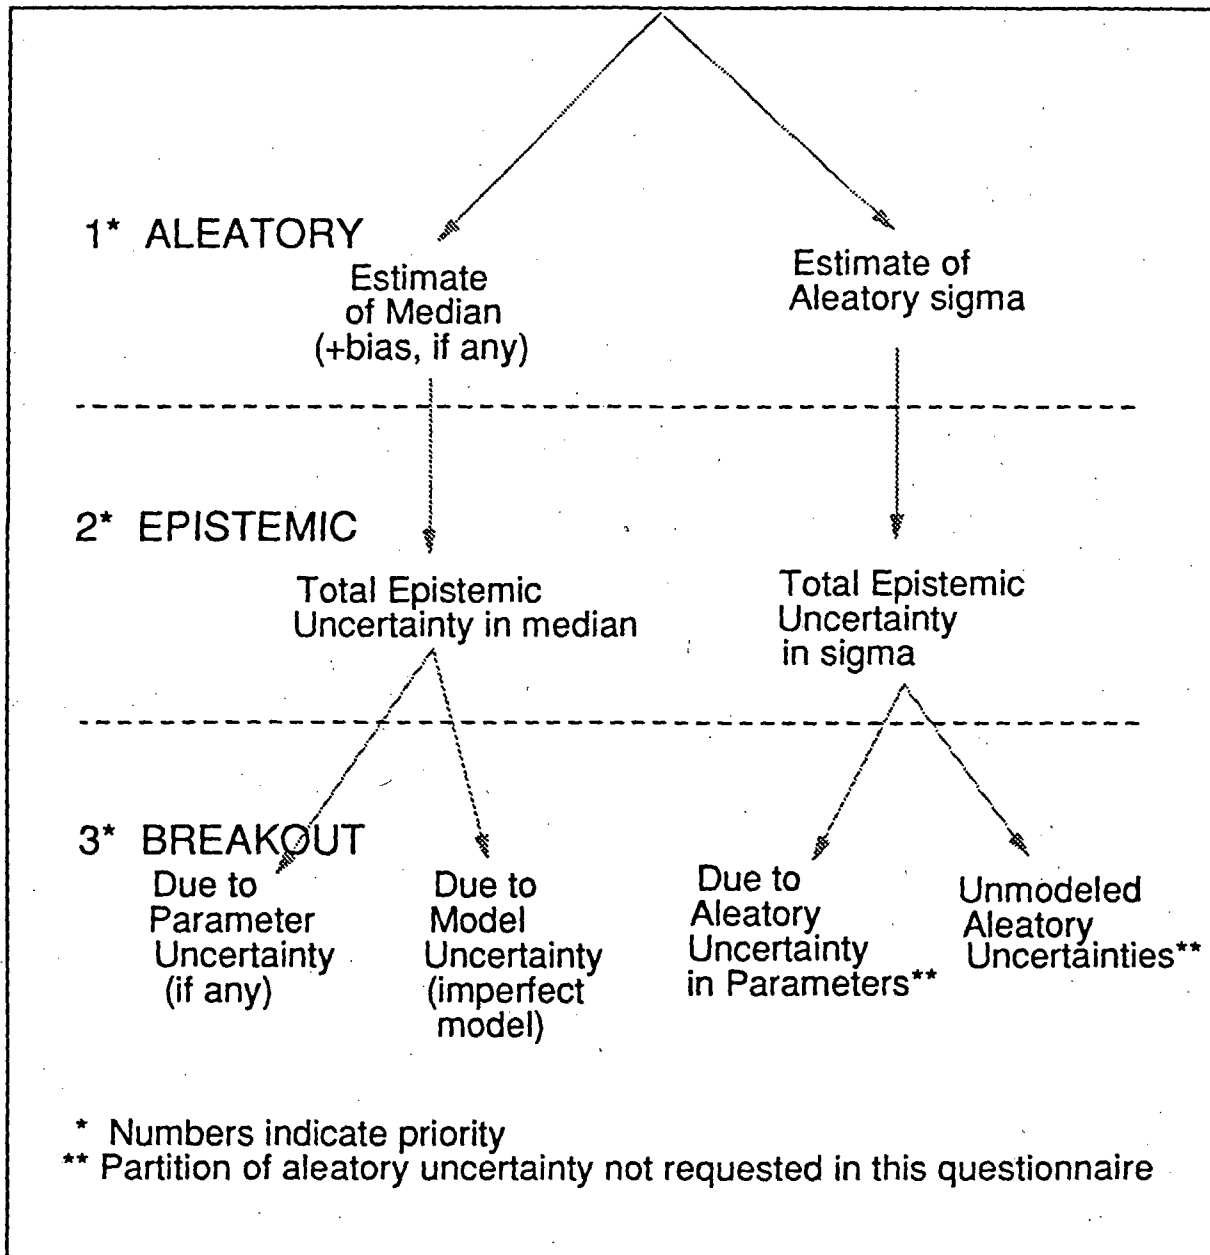 1* ALEATORY
Estimate
of Median
(+bias, if any)
Estimate of
Aleatory sigma
2* EPISTEMIC
Total Epistemic
Uncertainty in median
Total Epistemic
Uncertainty
in sigma
3* BREAKOUT
Due to
Parameter
Uncertainty
(if any)
Due to
Model
Uncertainty
(imperfect
model)
Due to
Aleatory
Uncertainty
in Parameters**
Unmodeled
Aleatory
Uncertainties**
* Numbers indicate priority
** Partition of aleatory uncertainty not requested in this questionnaire